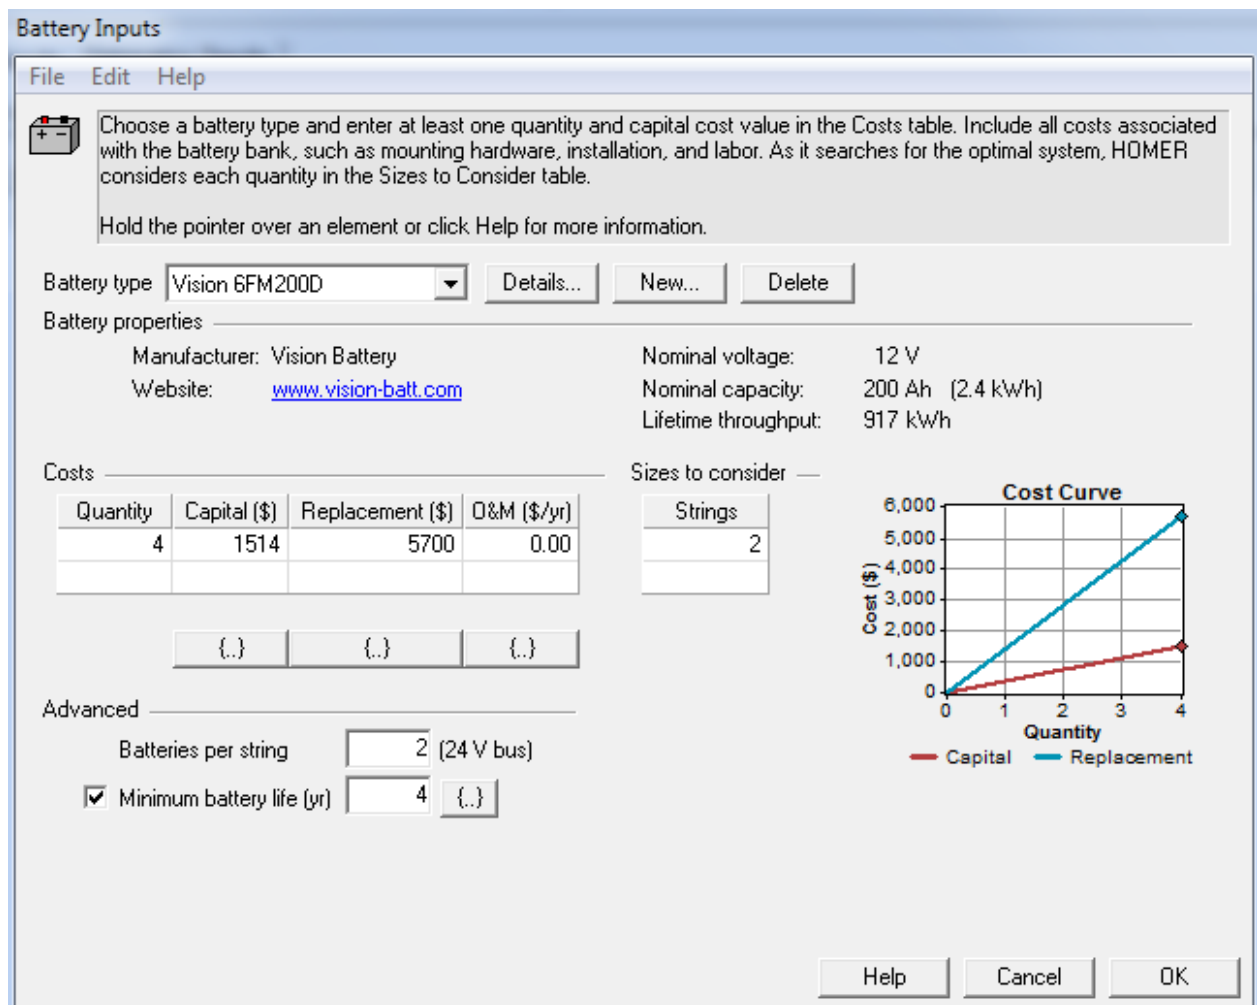 Battery Inputs
File Edit Help
Choose a battery type and enter at least one quantity and capital cost value in the Costs table. Include all costs associated
with the battery bank, such as mounting hardware, installation, and labor. As it searches for the optimal system, HOMER
considers each quantity in the Sizes to Consider table.
Hold the pointer over an element or click Help for more information.
Battery type Vision 6FM200D Details... New... Delete
Battery properties
Manufacturer: Vision Battery Nominal voltage: 12 V
Website: www.vision-batt.com Nominal capacity: 200 Ah (2.4 kWh)
Lifetime throughput: 917 kWh
Costs Sizes to consider
Quantity Capital ($) Replacement ($) O&M ($/yr) Strings
4 1514 5700 0.00 2
{..} {..} {..}
Cost Curve
6,000
5,000
4,000
3,000
2,000
1,000
0
Cost ($)
0 1 2 3 4
Quantity
Capital Replacement
Advanced
Batteries per string 2 (24 V bus)
Minimum battery life (yr) 4 {..}
Help Cancel OK